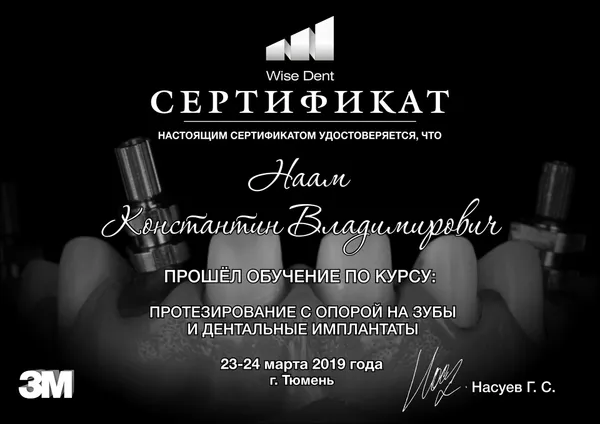 Wise Dent
СЕРТИФИКАТ
НАСТОЯЩИМ СЕРТИФИКАТОМ УДОСТОВЕРЯЕТСЯ, ЧТО
Наам
Константин Владимирович
ПРОШЁЛ ОБУЧЕНИЕ ПО КУРСУ:
ПРОТЕЗИРОВАНИЕ С ОПОРОЙ НА ЗУБЫ
И ДЕНТАЛЬНЫЕ ИМПЛАНТАТЫ
23-24 марта 2019 года
г. Тюмень
3M
Насуев Г. С.